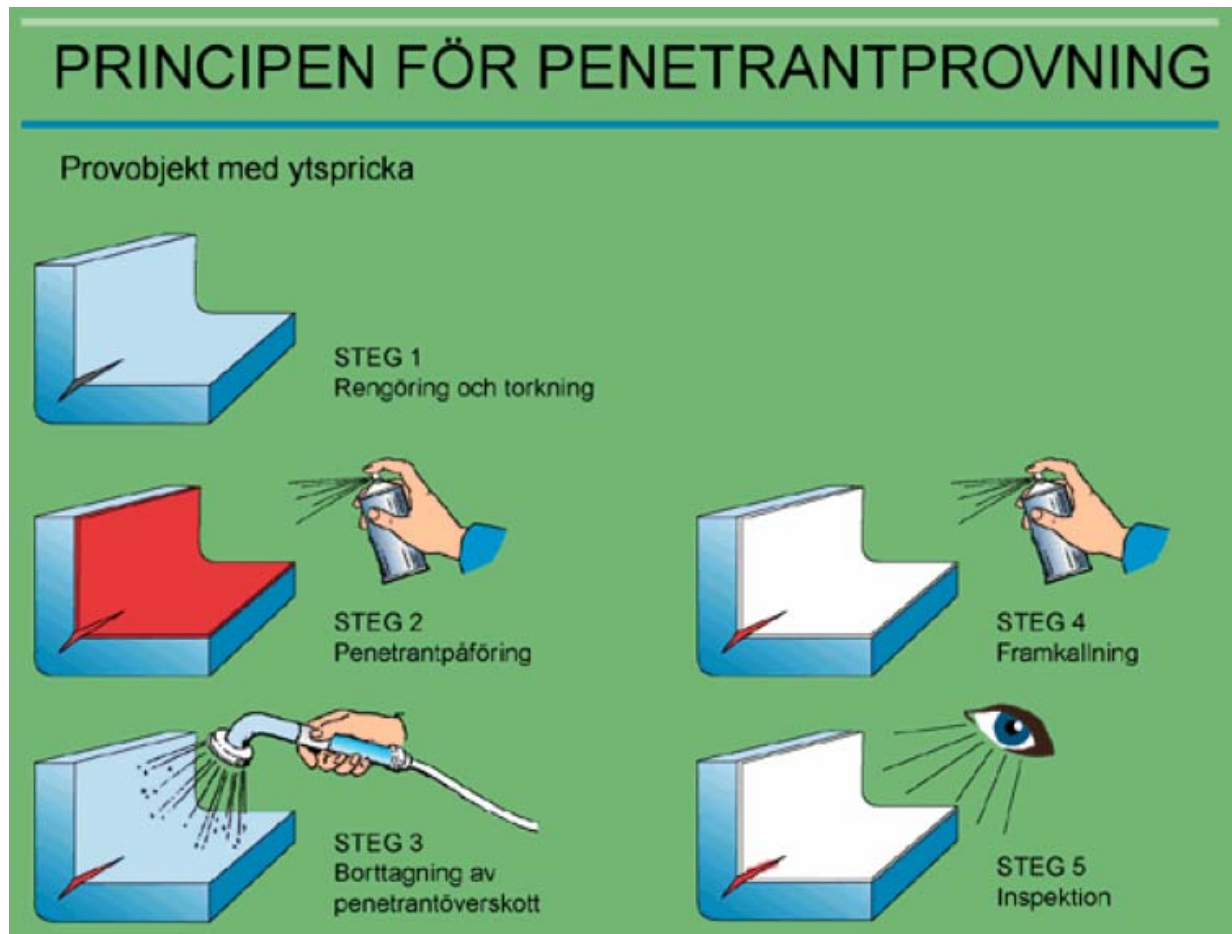 PRINCIPEN FÖR PENETRANTPROVNING
Provobjekt med ytspricka
STEG 1
Rengöring och torkning
STEG 2
Penetrantpåföring
STEG 3
Borttagning av
penetrantöverskott
STEG 4
Framkallning
STEG 5
Inspektion